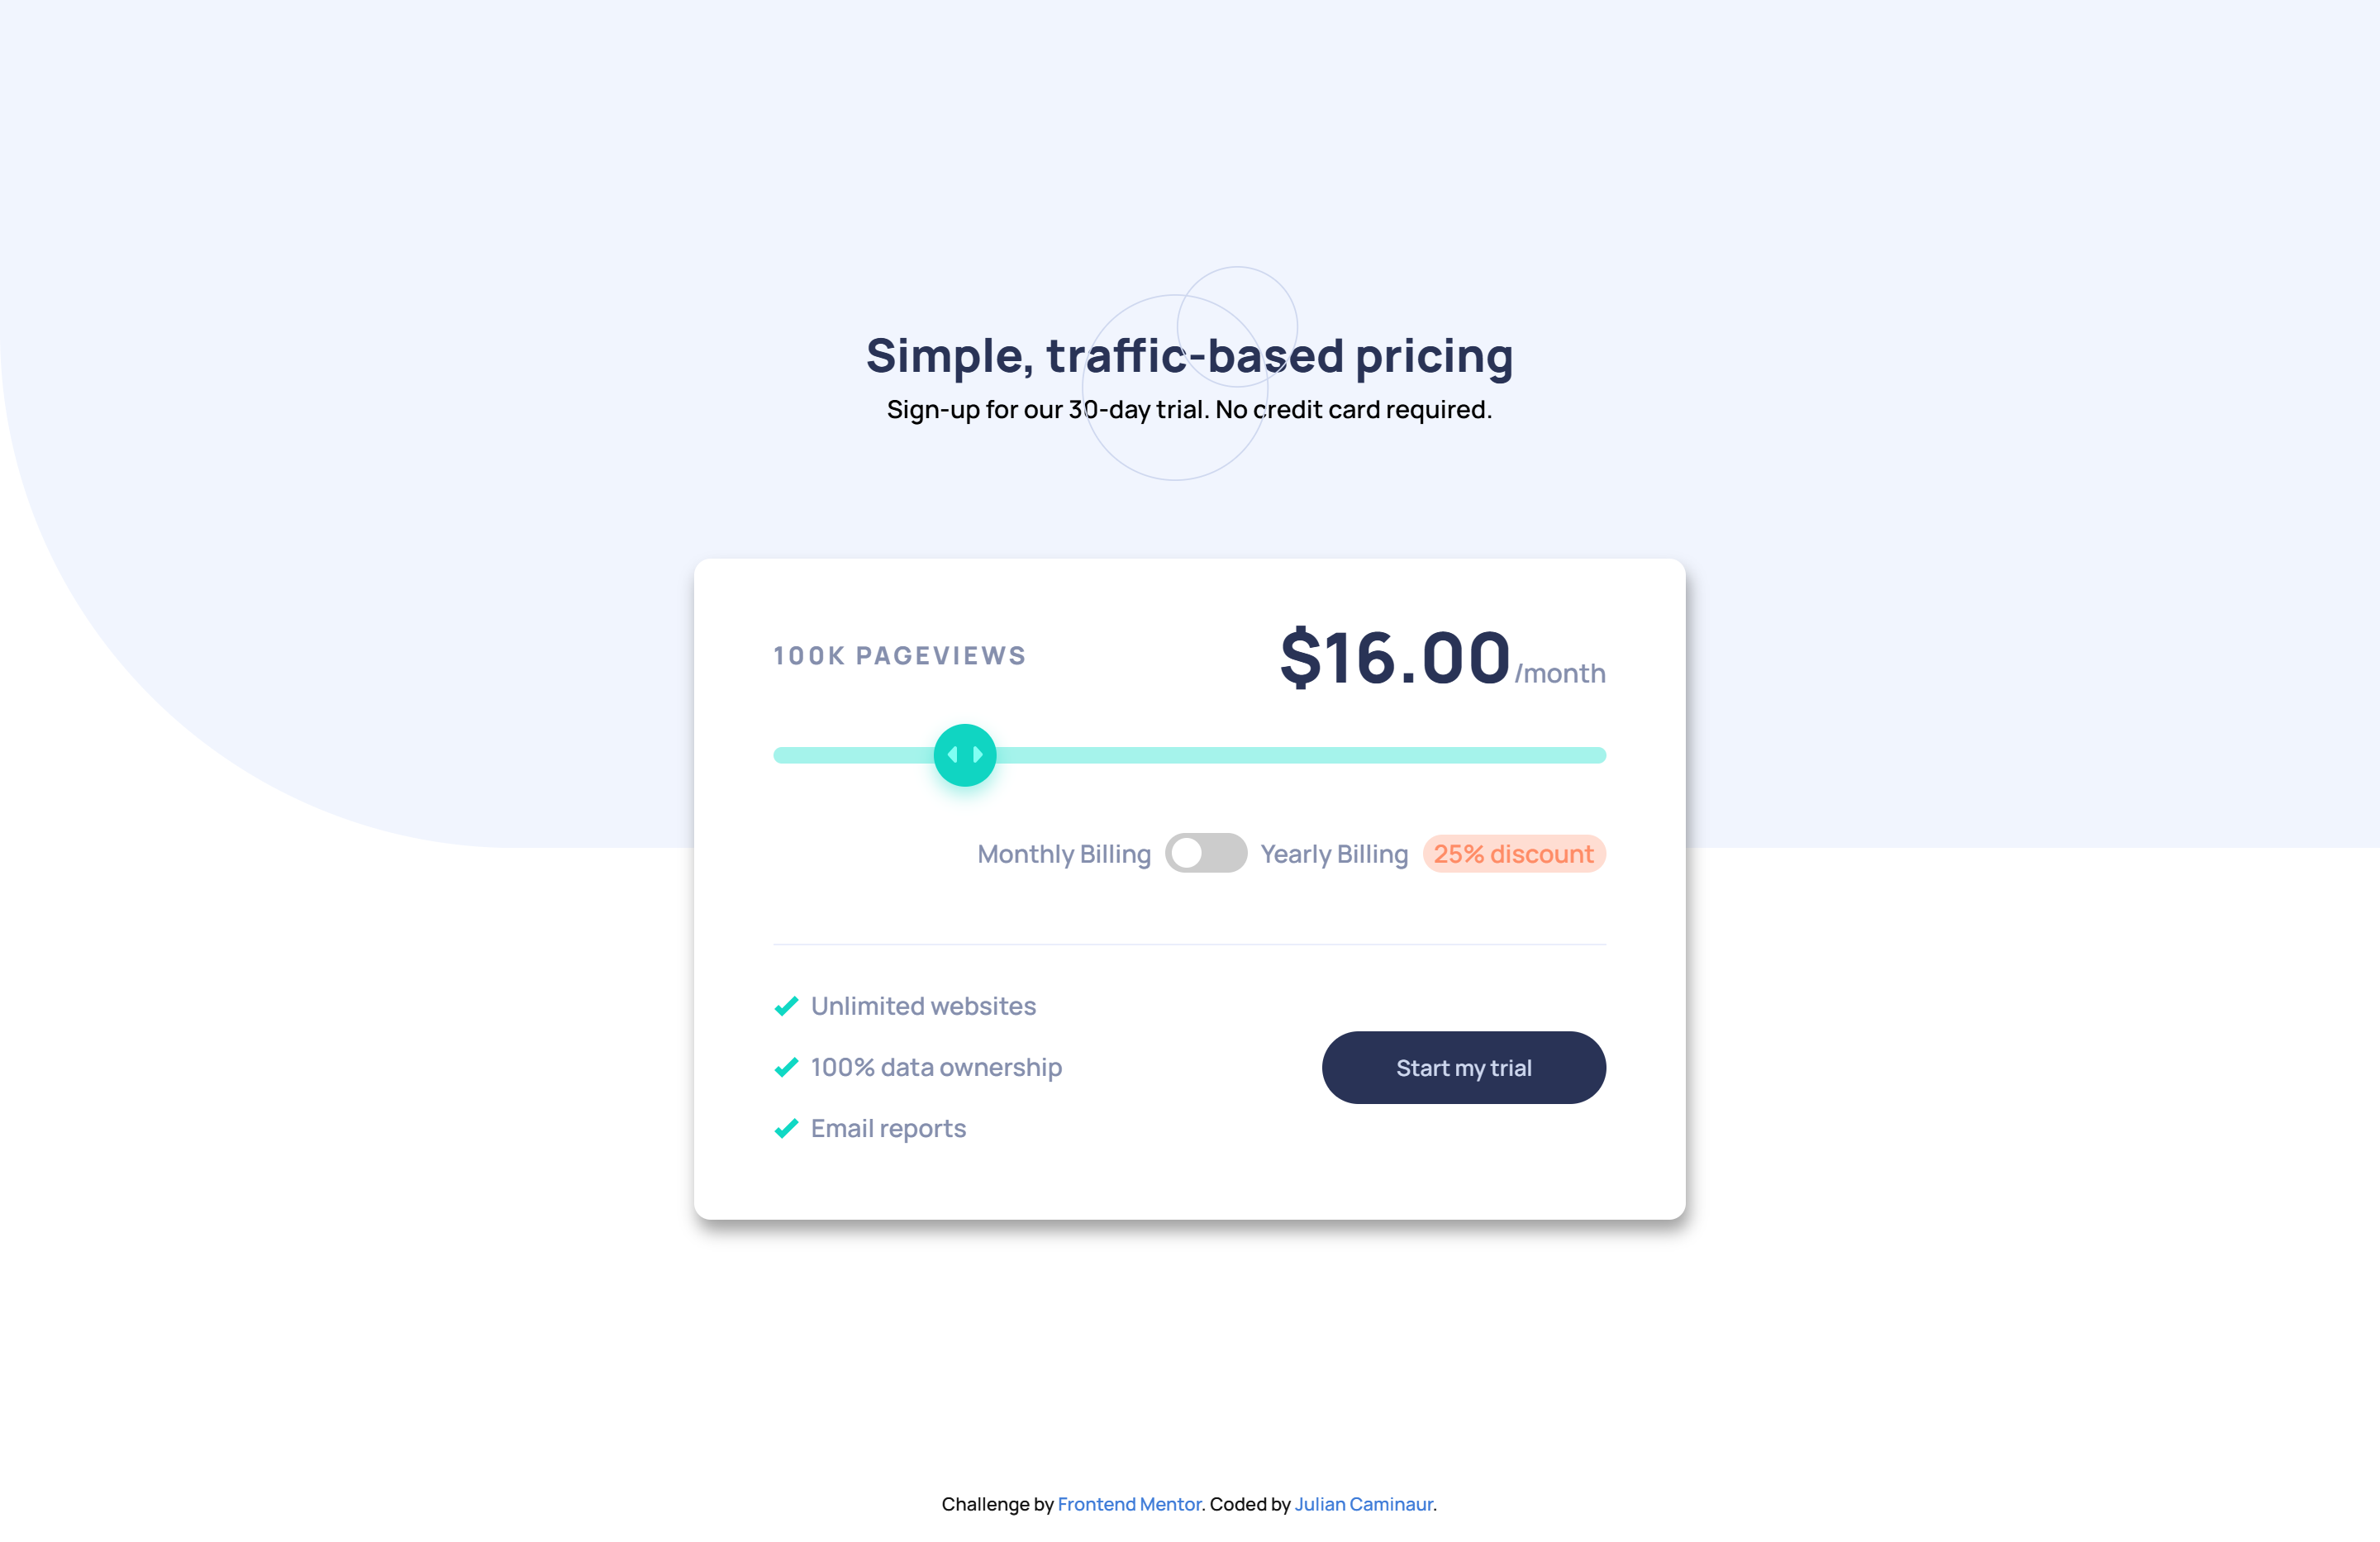 Simple, traffic-based pricing
Sign-up for our 30-day trial. No credit card required.
100K PAGEVIEWS
$16.00/month
Monthly Billing
Yearly Billing
25% discount
Unlimited websites
100% data ownership
Email reports
Start my trial
Challenge by Frontend Mentor. Coded by Julian Caminaur.